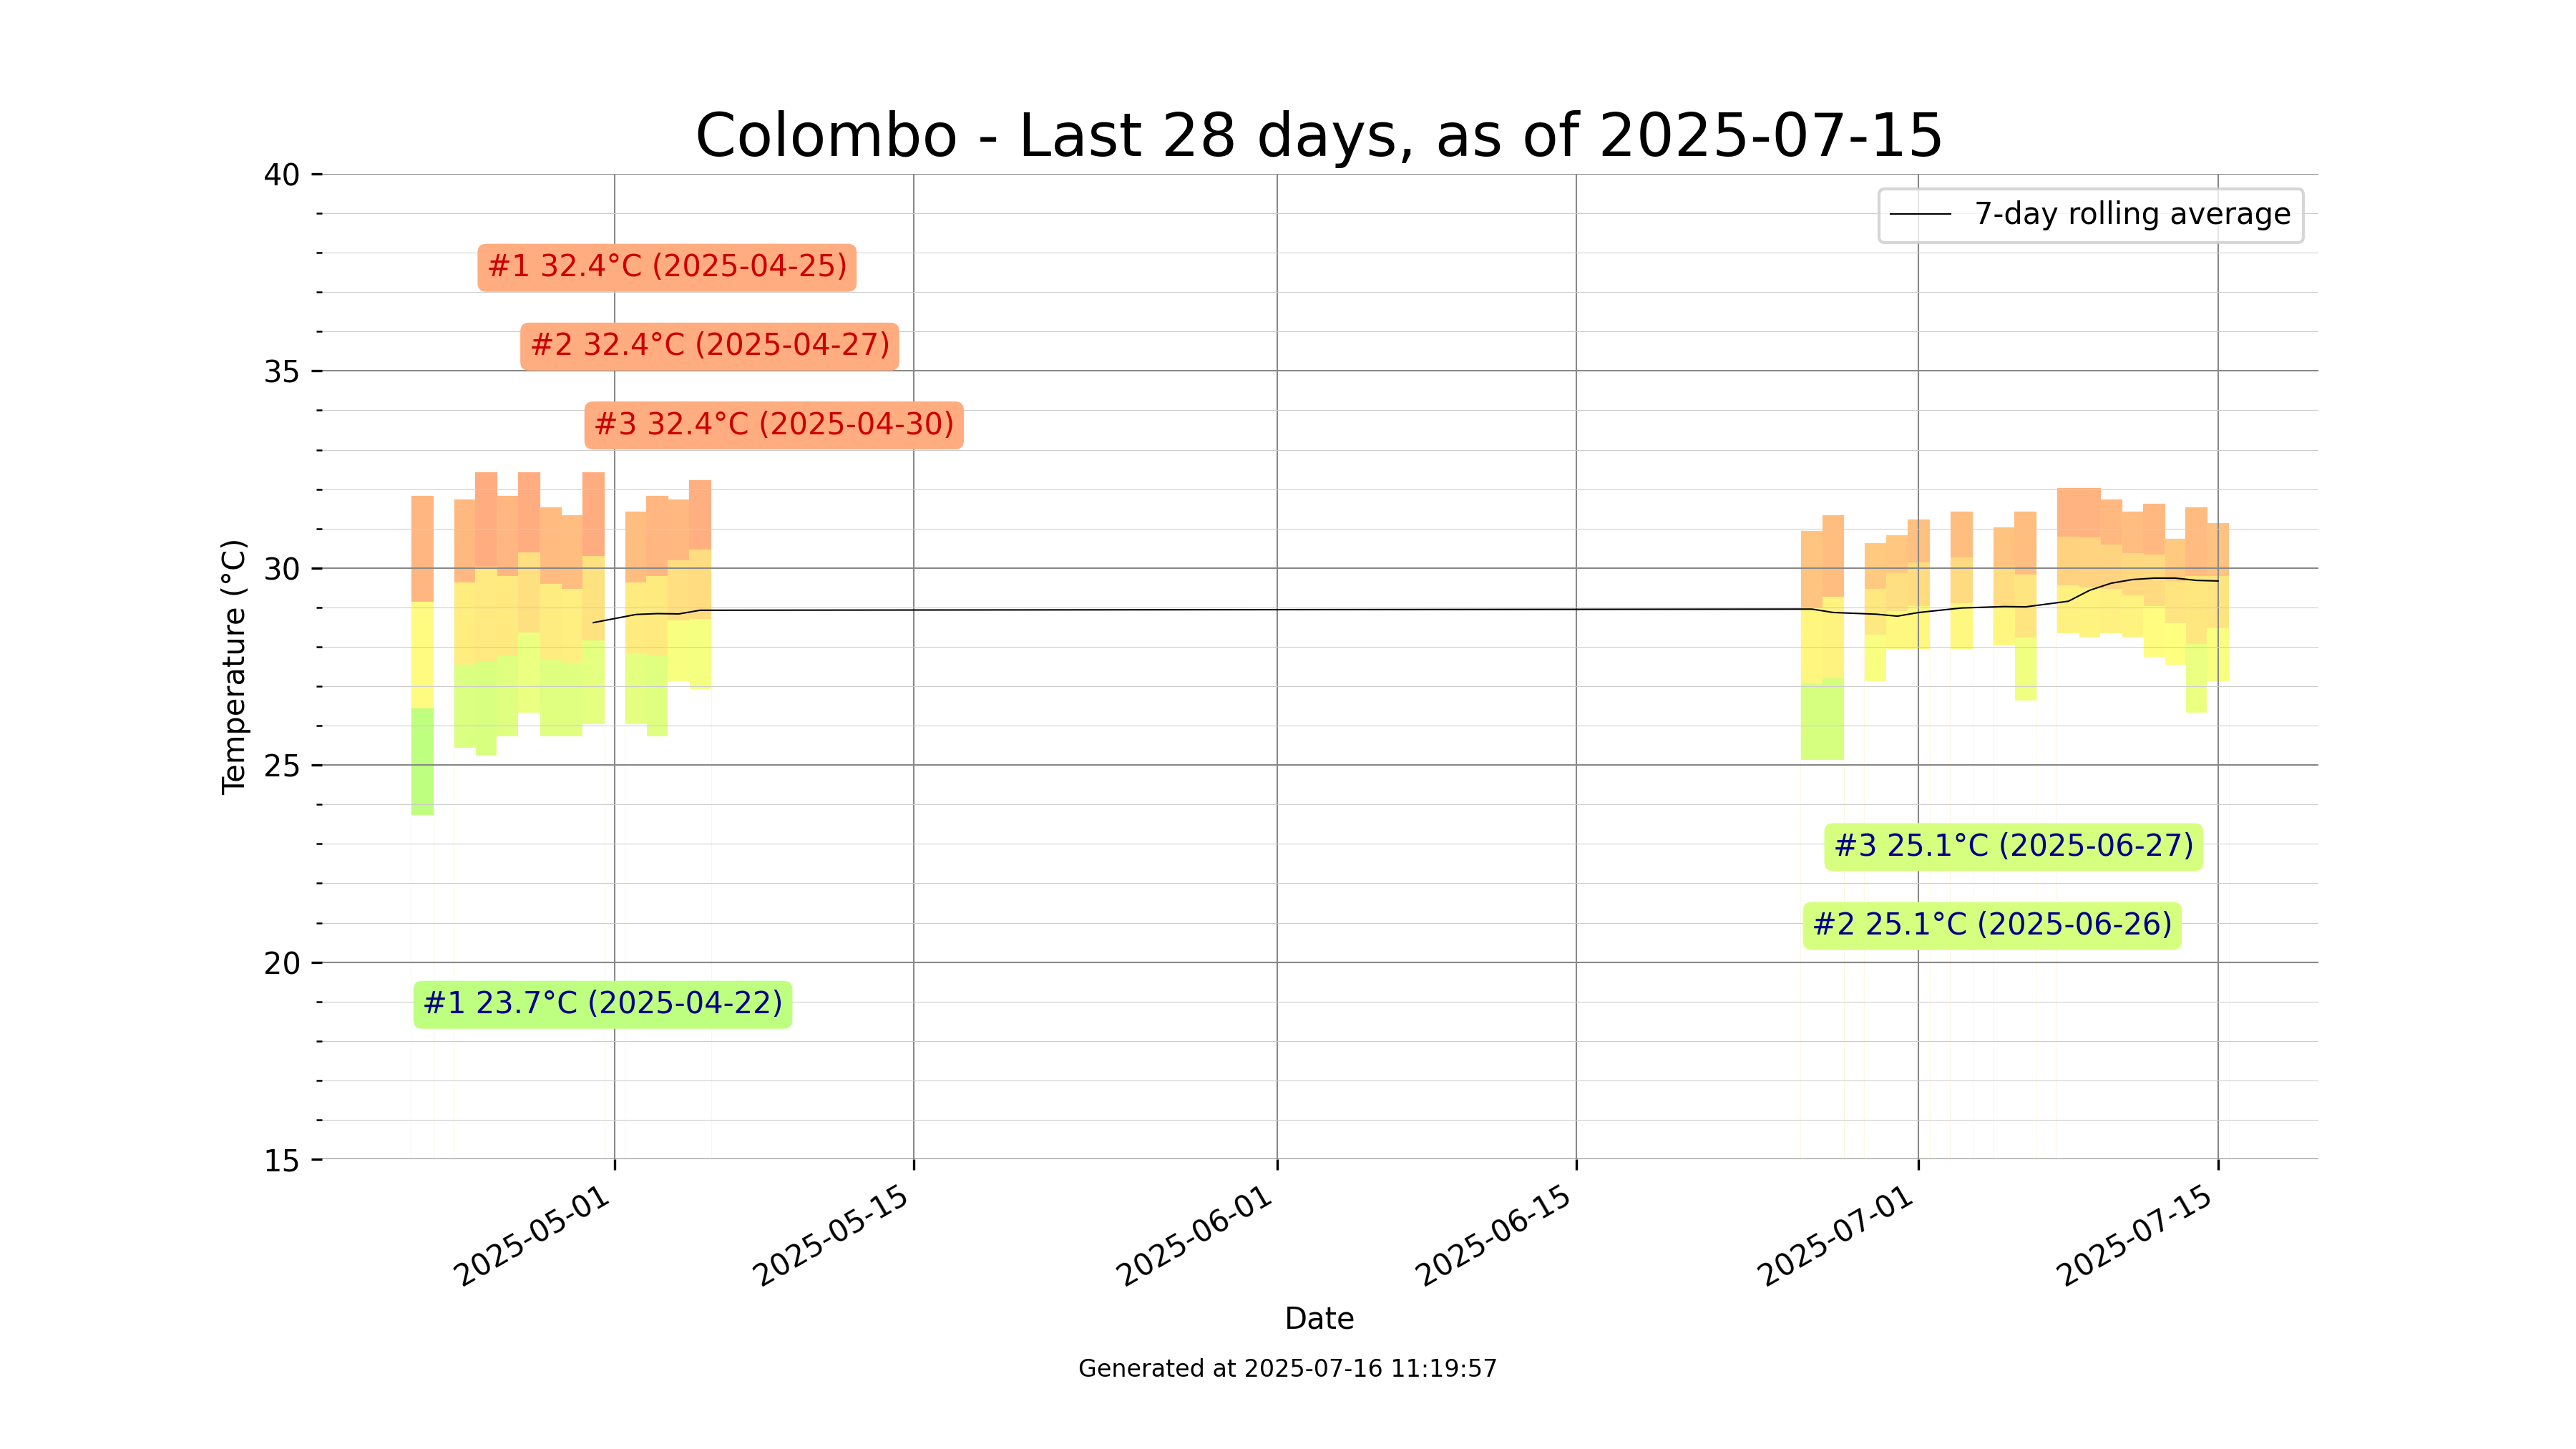 Colombo - Last 28 days, as of 2025-07-15
7-day rolling average
#1 32.4°C (2025-04-25)
#2 32.4°C (2025-04-27)
#3 32.4°C (2025-04-30)
#3 25.1°C (2025-06-27)
#2 25.1°C (2025-06-26)
#1 23.7°C (2025-04-22)
Temperature (°C)
40
35
30
25
20
15
2025-05-01
2025-05-15
2025-06-01
2025-06-15
2025-07-01
2025-07-15
Date
Generated at 2025-07-16 11:19:57